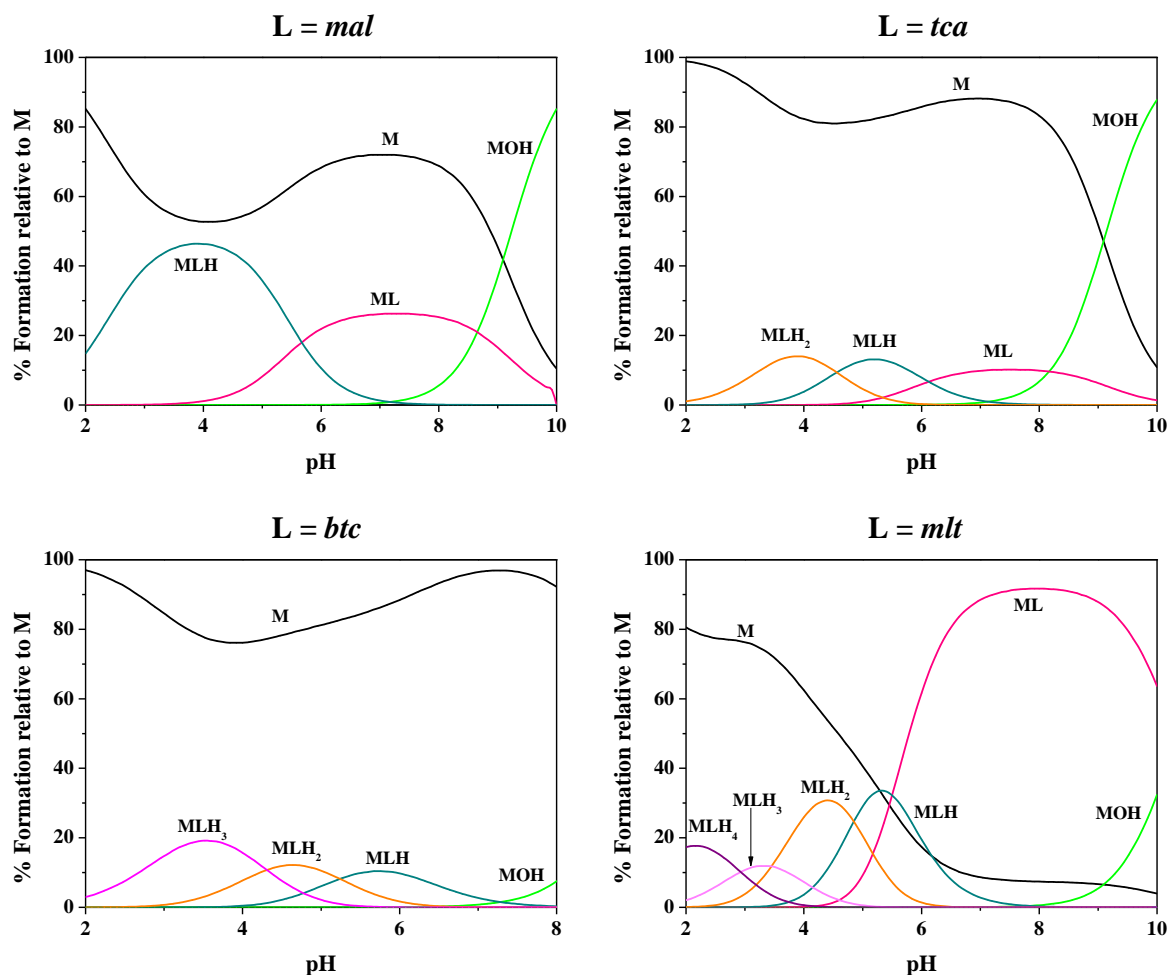 L = mal
% Formation relative to M
100
80
60
40
20
0
2
4
6
8
10
pH
M
MOH
MLH
ML
L = tca
% Formation relative to M
100
80
60
40
20
0
2
4
6
8
10
pH
M
MOH
MLH₂
MLH
ML
L = btc
% Formation relative to M
100
80
60
40
20
0
2
4
6
8
pH
M
MLH₃
MLH₂
MLH
MOH
L = mlt
% Formation relative to M
100
80
60
40
20
0
2
4
6
8
10
pH
M
ML
MLH₄
MLH₃
MLH₂
MLH
MOH